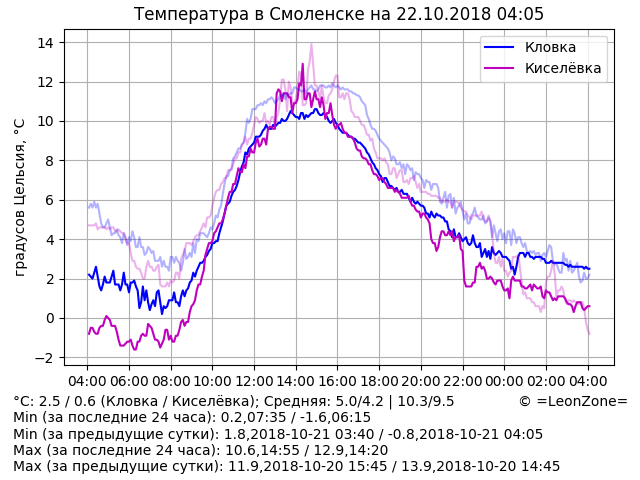 Температура в Смоленске на 22.10.2018 04:05
Кловка
Киселёвка
градусов Цельсия, °C
14
12
10
8
6
4
2
0
−2
04:00 06:00 08:00 10:00 12:00 14:00 16:00 18:00 20:00 22:00 00:00 02:00 04:00
°C: 2.5 / 0.6 (Кловка / Киселёвка); Средняя: 5.0/4.2 | 10.3/9.5 © =LeonZone=
Min (за последние 24 часа): 0.2,07:35 / -1.6,06:15
Min (за предыдущие сутки): 1.8,2018-10-21 03:40 / -0.8,2018-10-21 04:05
Max (за последние 24 часа): 10.6,14:55 / 12.9,14:20
Max (за предыдущие сутки): 11.9,2018-10-20 15:45 / 13.9,2018-10-20 14:45